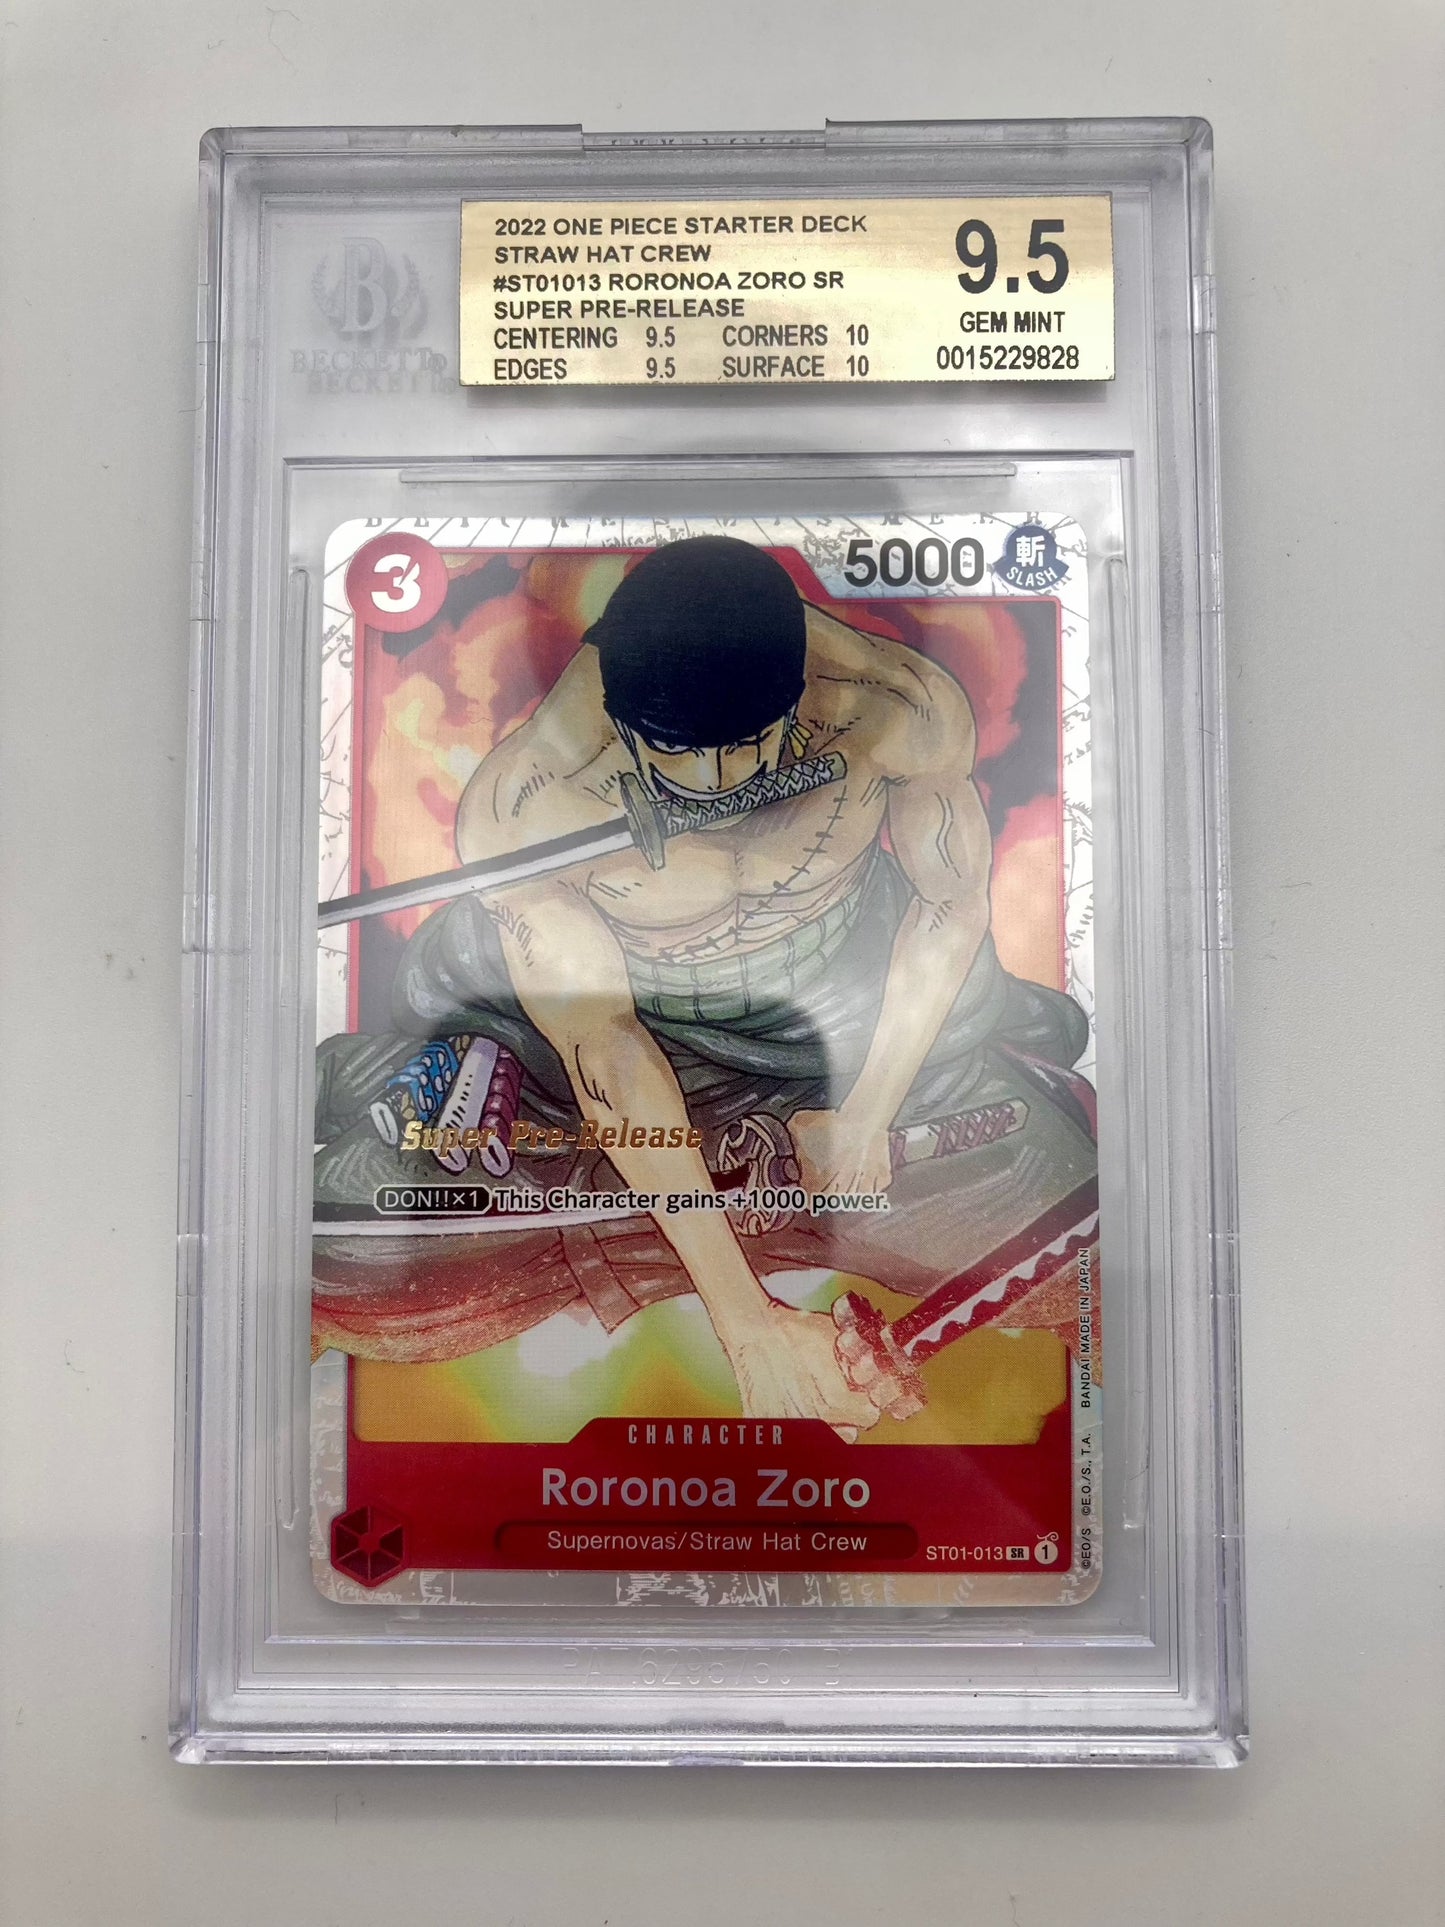 2022 ONE PIECE STARTER DECK
STRAW HAT CREW
#ST01013 RORONOA ZORO SR
SUPER PRE-RELEASE
CENTERING 9.5 CORNERS 10
EDGES 9.5 SURFACE 10
9.5
GEM MINT
0015229828
B
BECKETT
BECKETT
3
5000
斬
SLASH
Super Pre-Release
DON!!×1 This Character gains +1000 power.
CHARACTER
Roronoa Zoro
Supernovas/Straw Hat Crew
ST01-013 SR 1
©EO/S ©E.O./S., T.A. BANDAI MADE IN JAPAN